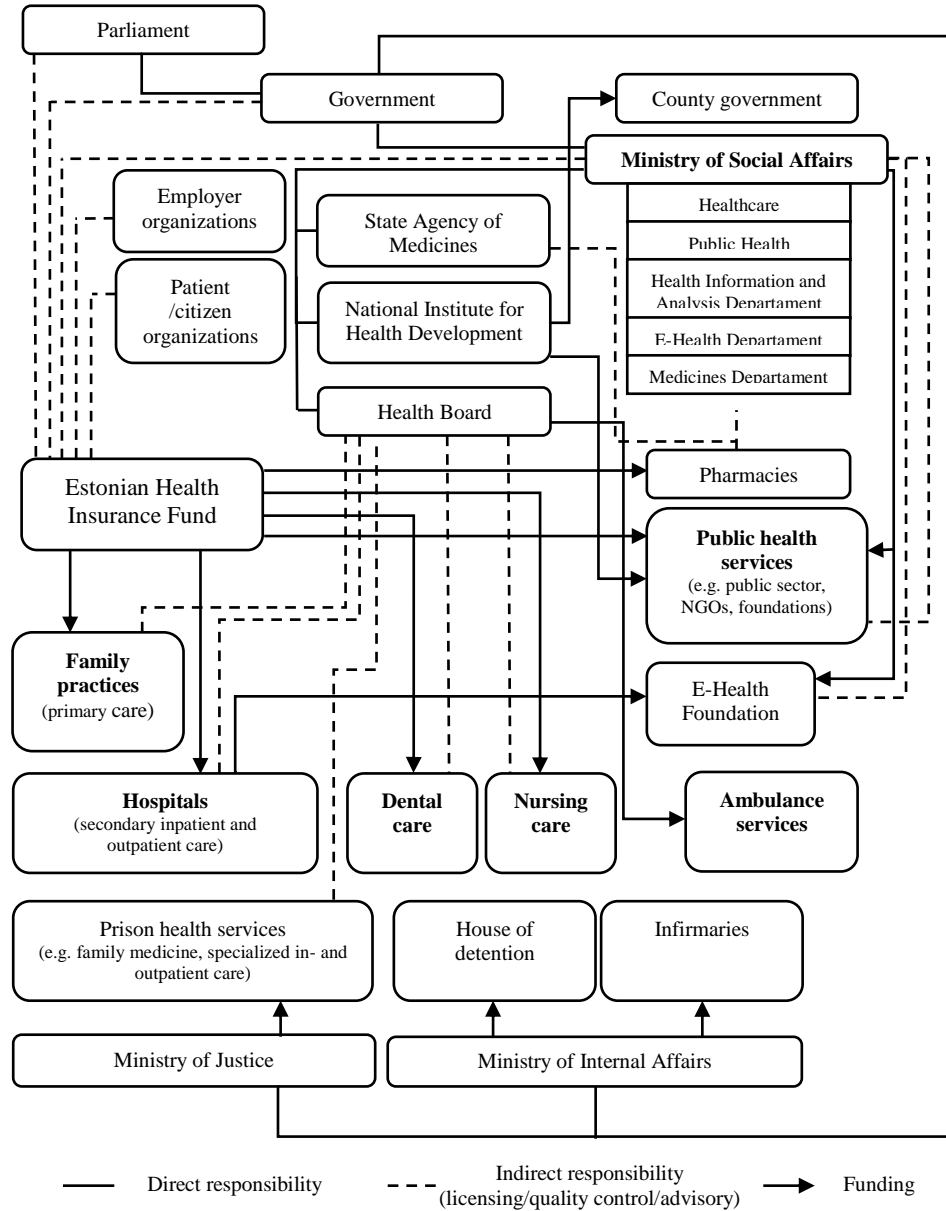 Parliament
Government
County government
Ministry of Social Affairs
Healthcare
Public Health
Health Information and
Analysis Departament
E-Health Departament
Medicines Departament
Employer
organizations
Patient
/citizen
organizations
State Agency of
Medicines
National Institute for
Health Development
Health Board
Estonian Health
Insurance Fund
Pharmacies
Public health
services
(e.g. public sector,
NGOs, foundations)
Family
practices
(primary care)
E-Health
Foundation
Hospitals
(secondary inpatient and
outpatient care)
Dental
care
Nursing
care
Ambulance
services
Prison health services
(e.g. family medicine, specialized in- and
outpatient care)
House of
detention
Infirmaries
Ministry of Justice
Ministry of Internal Affairs
Direct responsibility
Indirect responsibility
(licensing/quality control/advisory)
Funding